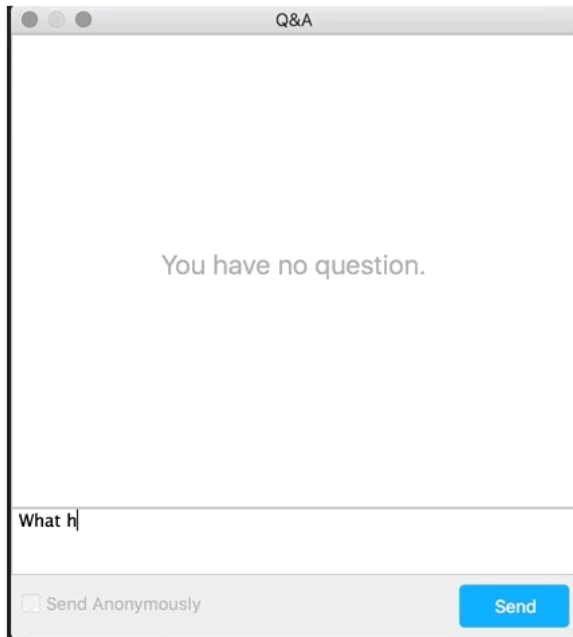 Q&A
You have no question.
What h
Send Anonymously
Send